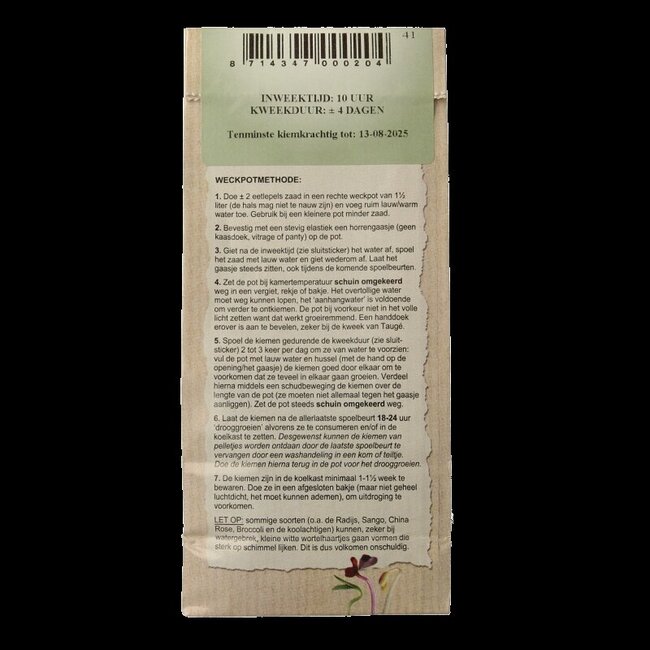 41
8 714347 000204
INWEEKTIJD: 10 UUR
KWEEKDUUR: ± 4 DAGEN
Tenminste kiemkrachtig tot: 13-08-2025
WECKPOTMETHODE:
1. Doe ± 2 eetlepels zaad in een rechte weckpot van 1½
liter (de hals mag niet te nauw zijn) en voeg ruim lauw/warm
water toe. Gebruik bij een kleinere pot minder zaad.
2. Bevestig met een stevig elastiek een horrengaasje (geen
kaasdoek, vitrage of panty) op de pot.
3. Giet na de inweektijd (zie sluitsticker) het water af, spoel
het zaad met lauw water en giet wederom af. Laat het
gaasje steeds zitten, ook tijdens de komende spoelbeurten.
4. Zet de pot bij kamertemperatuur schuin omgekeerd
weg in een vergiet, rekje of bakje. Het overtollige water
moet weg kunnen lopen, het 'aanhangwater' is voldoende
om verder te ontkiemen. De pot bij voorkeur niet in het volle
licht zetten want dat werkt groeiremmend. Een handdoek
erover is aan te bevelen, zeker bij de kweek van Taugé.
5. Spoel de kiemen gedurende de kweekduur (zie sluit-
sticker) 2 tot 3 keer per dag om ze van water te voorzien:
vul de pot met lauw water en hussel (met de hand op de
opening/het gaasje) de kiemen goed door elkaar om te
voorkomen dat ze teveel in elkaar gaan groeien. Verdeel
hierna middels een schudbeweging de kiemen over de
lengte van de pot (ze moeten niet allemaal tegen het gaasje
aanliggen). Zet de pot steeds schuin omgekeerd weg.
6. Laat de kiemen na de allerlaatste spoelbeurt 18-24 uur
'drooggroeien' alvorens ze te consumeren en/of in de
koelkast te zetten. Desgewenst kunnen de kiemen van
pelletjes worden ontdaan door de laatste spoelbeurt te
vervangen door een washandeling in een kom of teiltje.
Doe de kiemen hierna terug in de pot voor het drooggroeien.
7. De kiemen zijn in de koelkast minimaal 1-1½ week te
bewaren. Doe ze in een afgesloten bakje (maar niet geheel
luchtdicht, het moet kunnen ademen), om uitdroging te
voorkomen.
LET OP: sommige soorten (o.a. de Radijs, Sango, China
Rose, Broccoli en de koolachtigen) kunnen, zeker bij
watergebrek, kleine witte wortelhaartjes gaan vormen die
sterk op schimmel lijken. Dit is dus volkomen onschuldig.